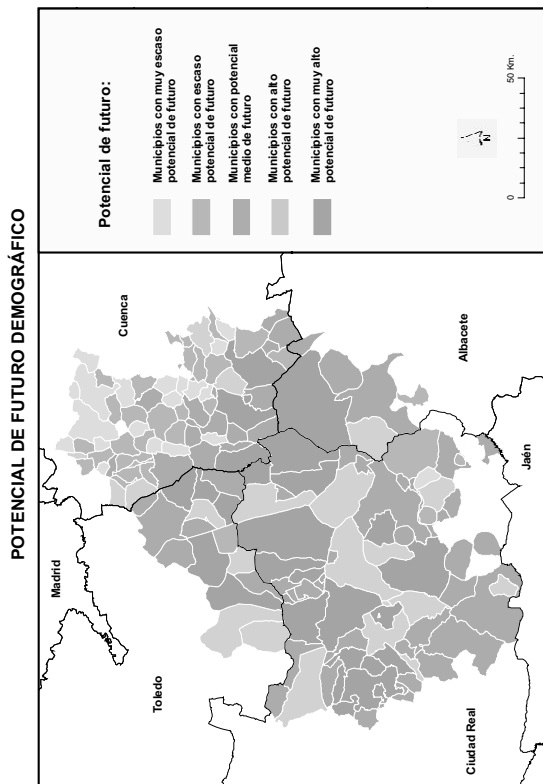 POTENCIAL DE FUTURO DEMOGRÁFICO
Madrid
Toledo
Cuenca
Albacete
Jaén
Ciudad Real
Potencial de futuro:
Municipios con muy escaso
potencial de futuro
Municipios con escaso
potencial de futuro
Municipios con potencial
medio de futuro
Municipios con alto
potencial de futuro
Municipios con muy alto
potencial de futuro
N
0
50 Km.